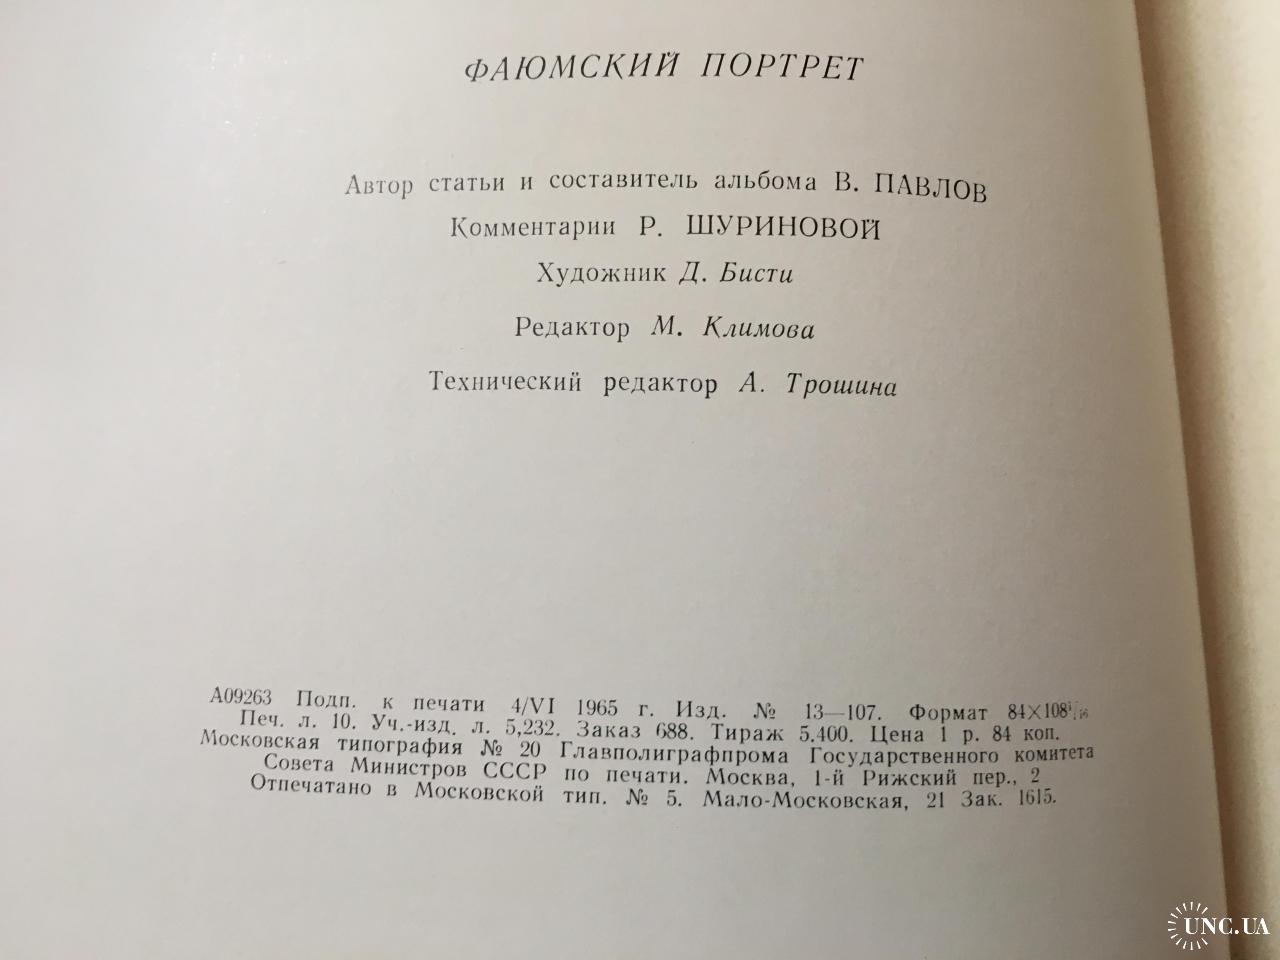 ФАЮМСКИЙ ПОРТРЕТ
Автор статьи и составитель альбома В. ПАВЛОВ
Комментарии Р. ШУРИНОВОЙ
Художник Д. Бисти
Редактор М. Климова
Технический редактор А. Трошина
А09263 Подп. к печати 4/VI 1965 г. Изд. № 13—107. Формат 84×108¹/₁₆
Печ. л. 10. Уч.-изд. л. 5,232. Заказ 688. Тираж 5.400. Цена 1 р. 84 коп.
Московская типография № 20 Главполиграфпрома Государственного комитета
Совета Министров СССР по печати. Москва, 1-й Рижский пер., 2
Отпечатано в Московской тип. № 5. Мало-Московская, 21 Зак. 1615.
UNC.UA